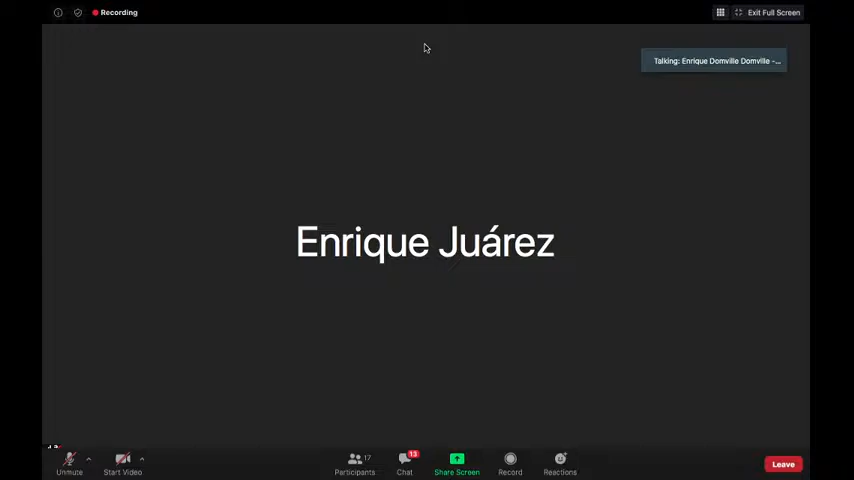 Recording
Exit Full Screen
Talking: Enrique Domville Domville -...
Enrique Juárez
Unmute
Start Video
17
Participants
13
Chat
Share Screen
Record
Reactions
Leave